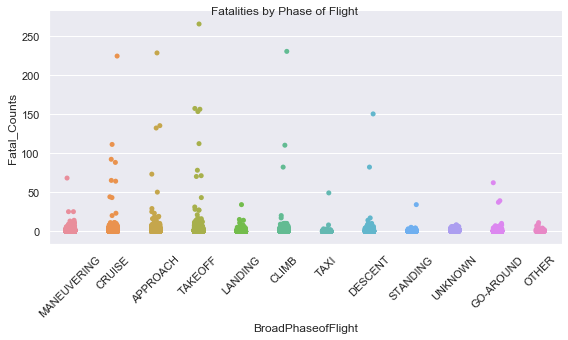 Fatalities by Phase of Flight
Fatal_Counts
250
200
150
100
50
0
MANEUVERING
CRUISE
APPROACH
TAKEOFF
LANDING
CLIMB
TAXI
DESCENT
STANDING
UNKNOWN
GO-AROUND
OTHER
BroadPhaseofFlight